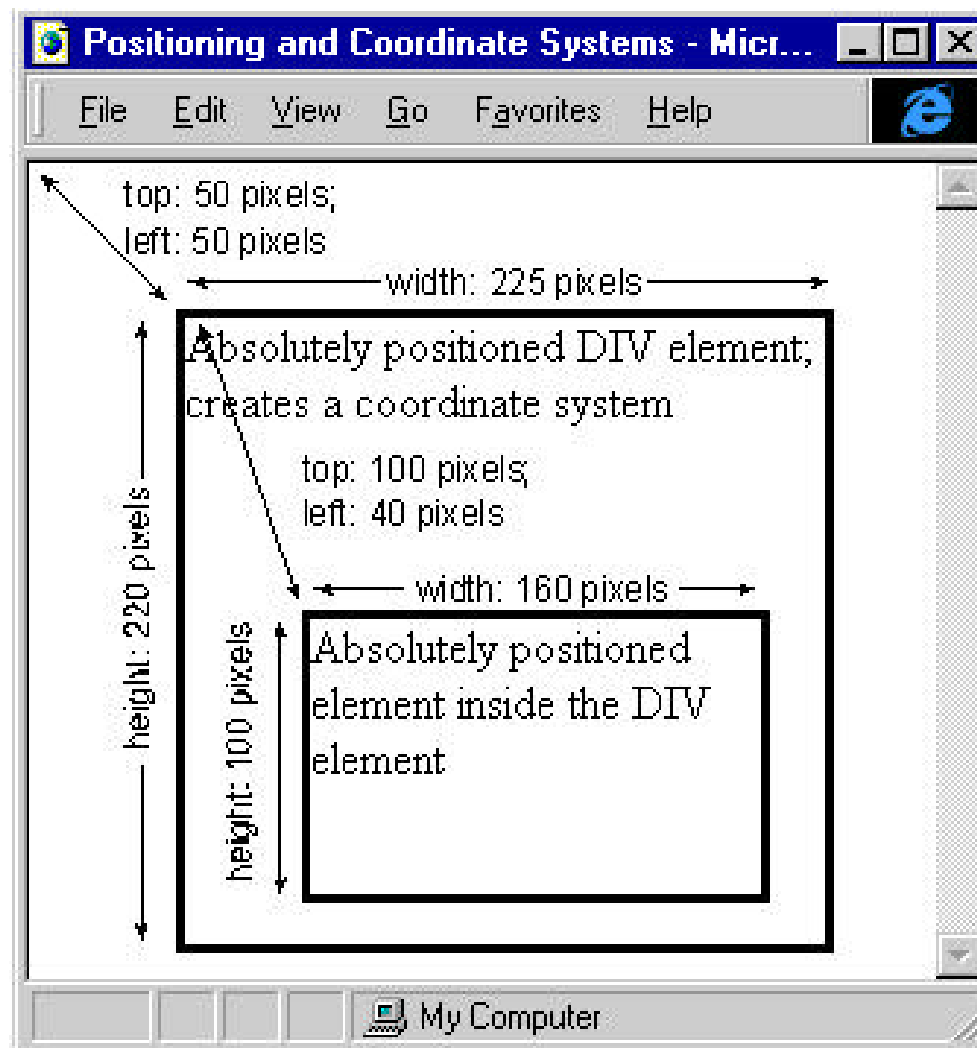 Positioning and Coordinate Systems - Micr...
File Edit View Go Favorites Help
top: 50 pixels;
left: 50 pixels
width: 225 pixels
Absolutely positioned DIV element;
creates a coordinate system
top: 100 pixels;
left: 40 pixels
height: 220 pixels
width: 160 pixels
height: 100 pixels
Absolutely positioned
element inside the DIV
element
My Computer